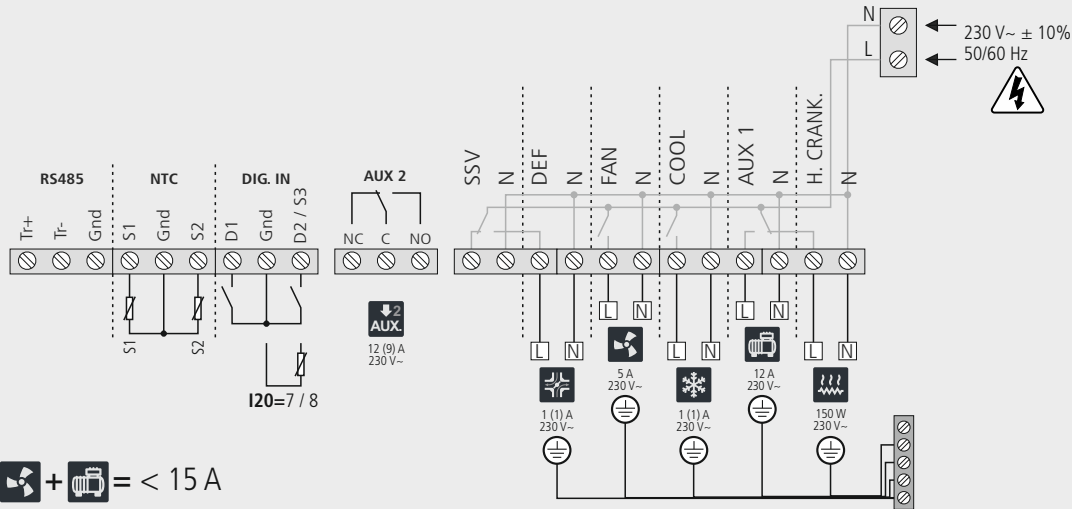 N
230 V~ ± 10%
L
50/60 Hz
RS485
NTC
DIG. IN
AUX 2
Tr+
Tr-
Gnd
S1
Gnd
S2
D1
Gnd
D2 / S3
NC
C
NO
SSV
N
DEF
N
FAN
N
COOL
N
AUX 1
N
H. CRANK.
N
S1
S2
I20=7 / 8
2
AUX.
12 (9) A
230 V~
L
N
1 (1) A
230 V~
L
N
5 A
230 V~
L
N
1 (1) A
230 V~
L
N
12 A
230 V~
L
N
150 W
230 V~
+ = < 15 A